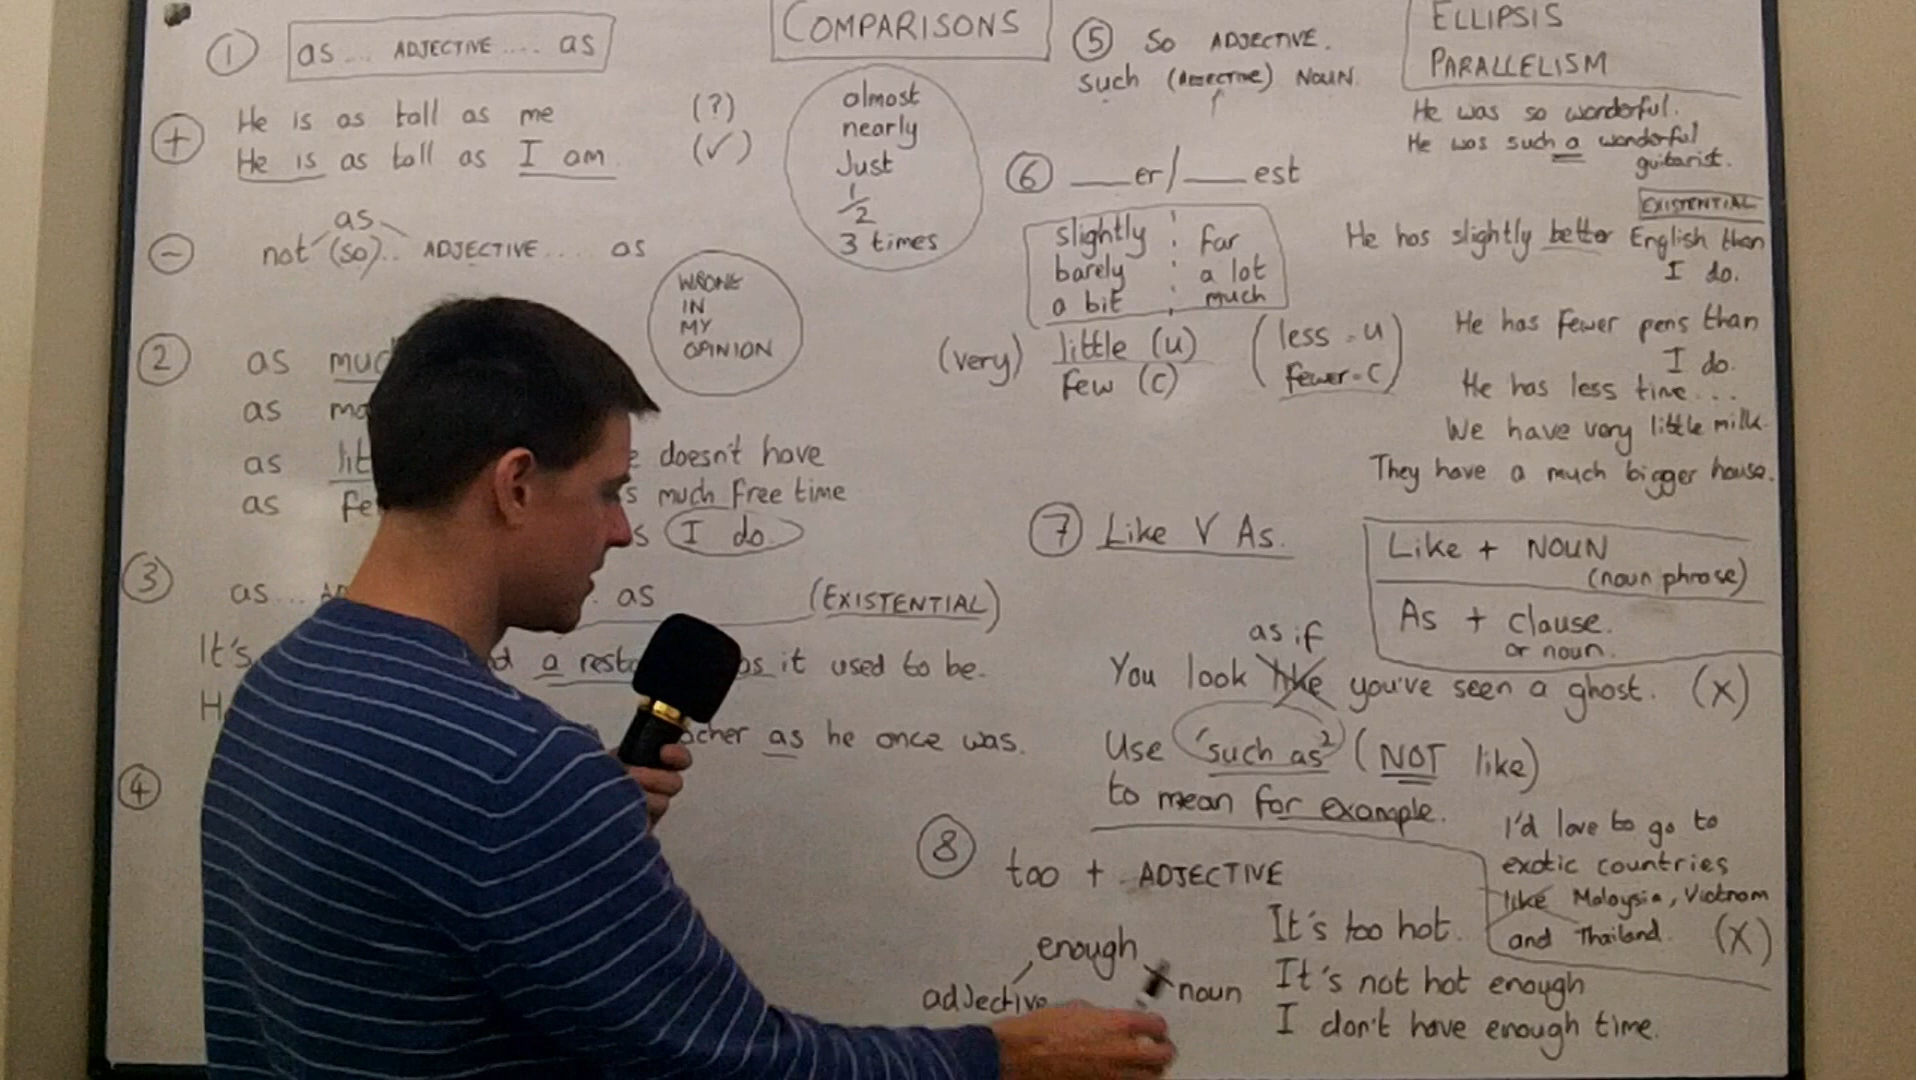 COMPARISONS
① as ... ADJECTIVE .... as
+ He is as tall as me (?)
He is as tall as I am (✓)
almost
nearly
Just
1/2
3 times
as
− not (so).. ADJECTIVE .... as
WRONG
IN
MY
OPINION
② as
as
as
as
doesn't have
much free time
I do.
③ as ... as (EXISTENTIAL)
It's a as it used to be.
as he once was.
④
⑤ So ADJECTIVE.
such (ADJECTIVE) NOUN.
ELLIPSIS
PARALLELISM
He was so wonderful.
He was such a wonderful
guitarist.
⑥ ___er/___est
slightly far
barely a lot
a bit much
(very) little (u)
few (c)
(less = u
fewer = c)
EXISTENTIAL
He has slightly better English than
I do.
He has fewer pens than
I do.
He has less time...
We have very little milk.
They have a much bigger house.
⑦ Like V As.
Like + NOUN
(noun phrase)
As + clause.
or noun.
as if
You look like you've seen a ghost. (X)
Use 'such as' (NOT like)
to mean for example.
I'd love to go to
exotic countries
like Malaysia, Vietnam
and Thailand. (X)
⑧ too + ADJECTIVE
enough
adjective noun
It's too hot.
It's not hot enough
I don't have enough time.